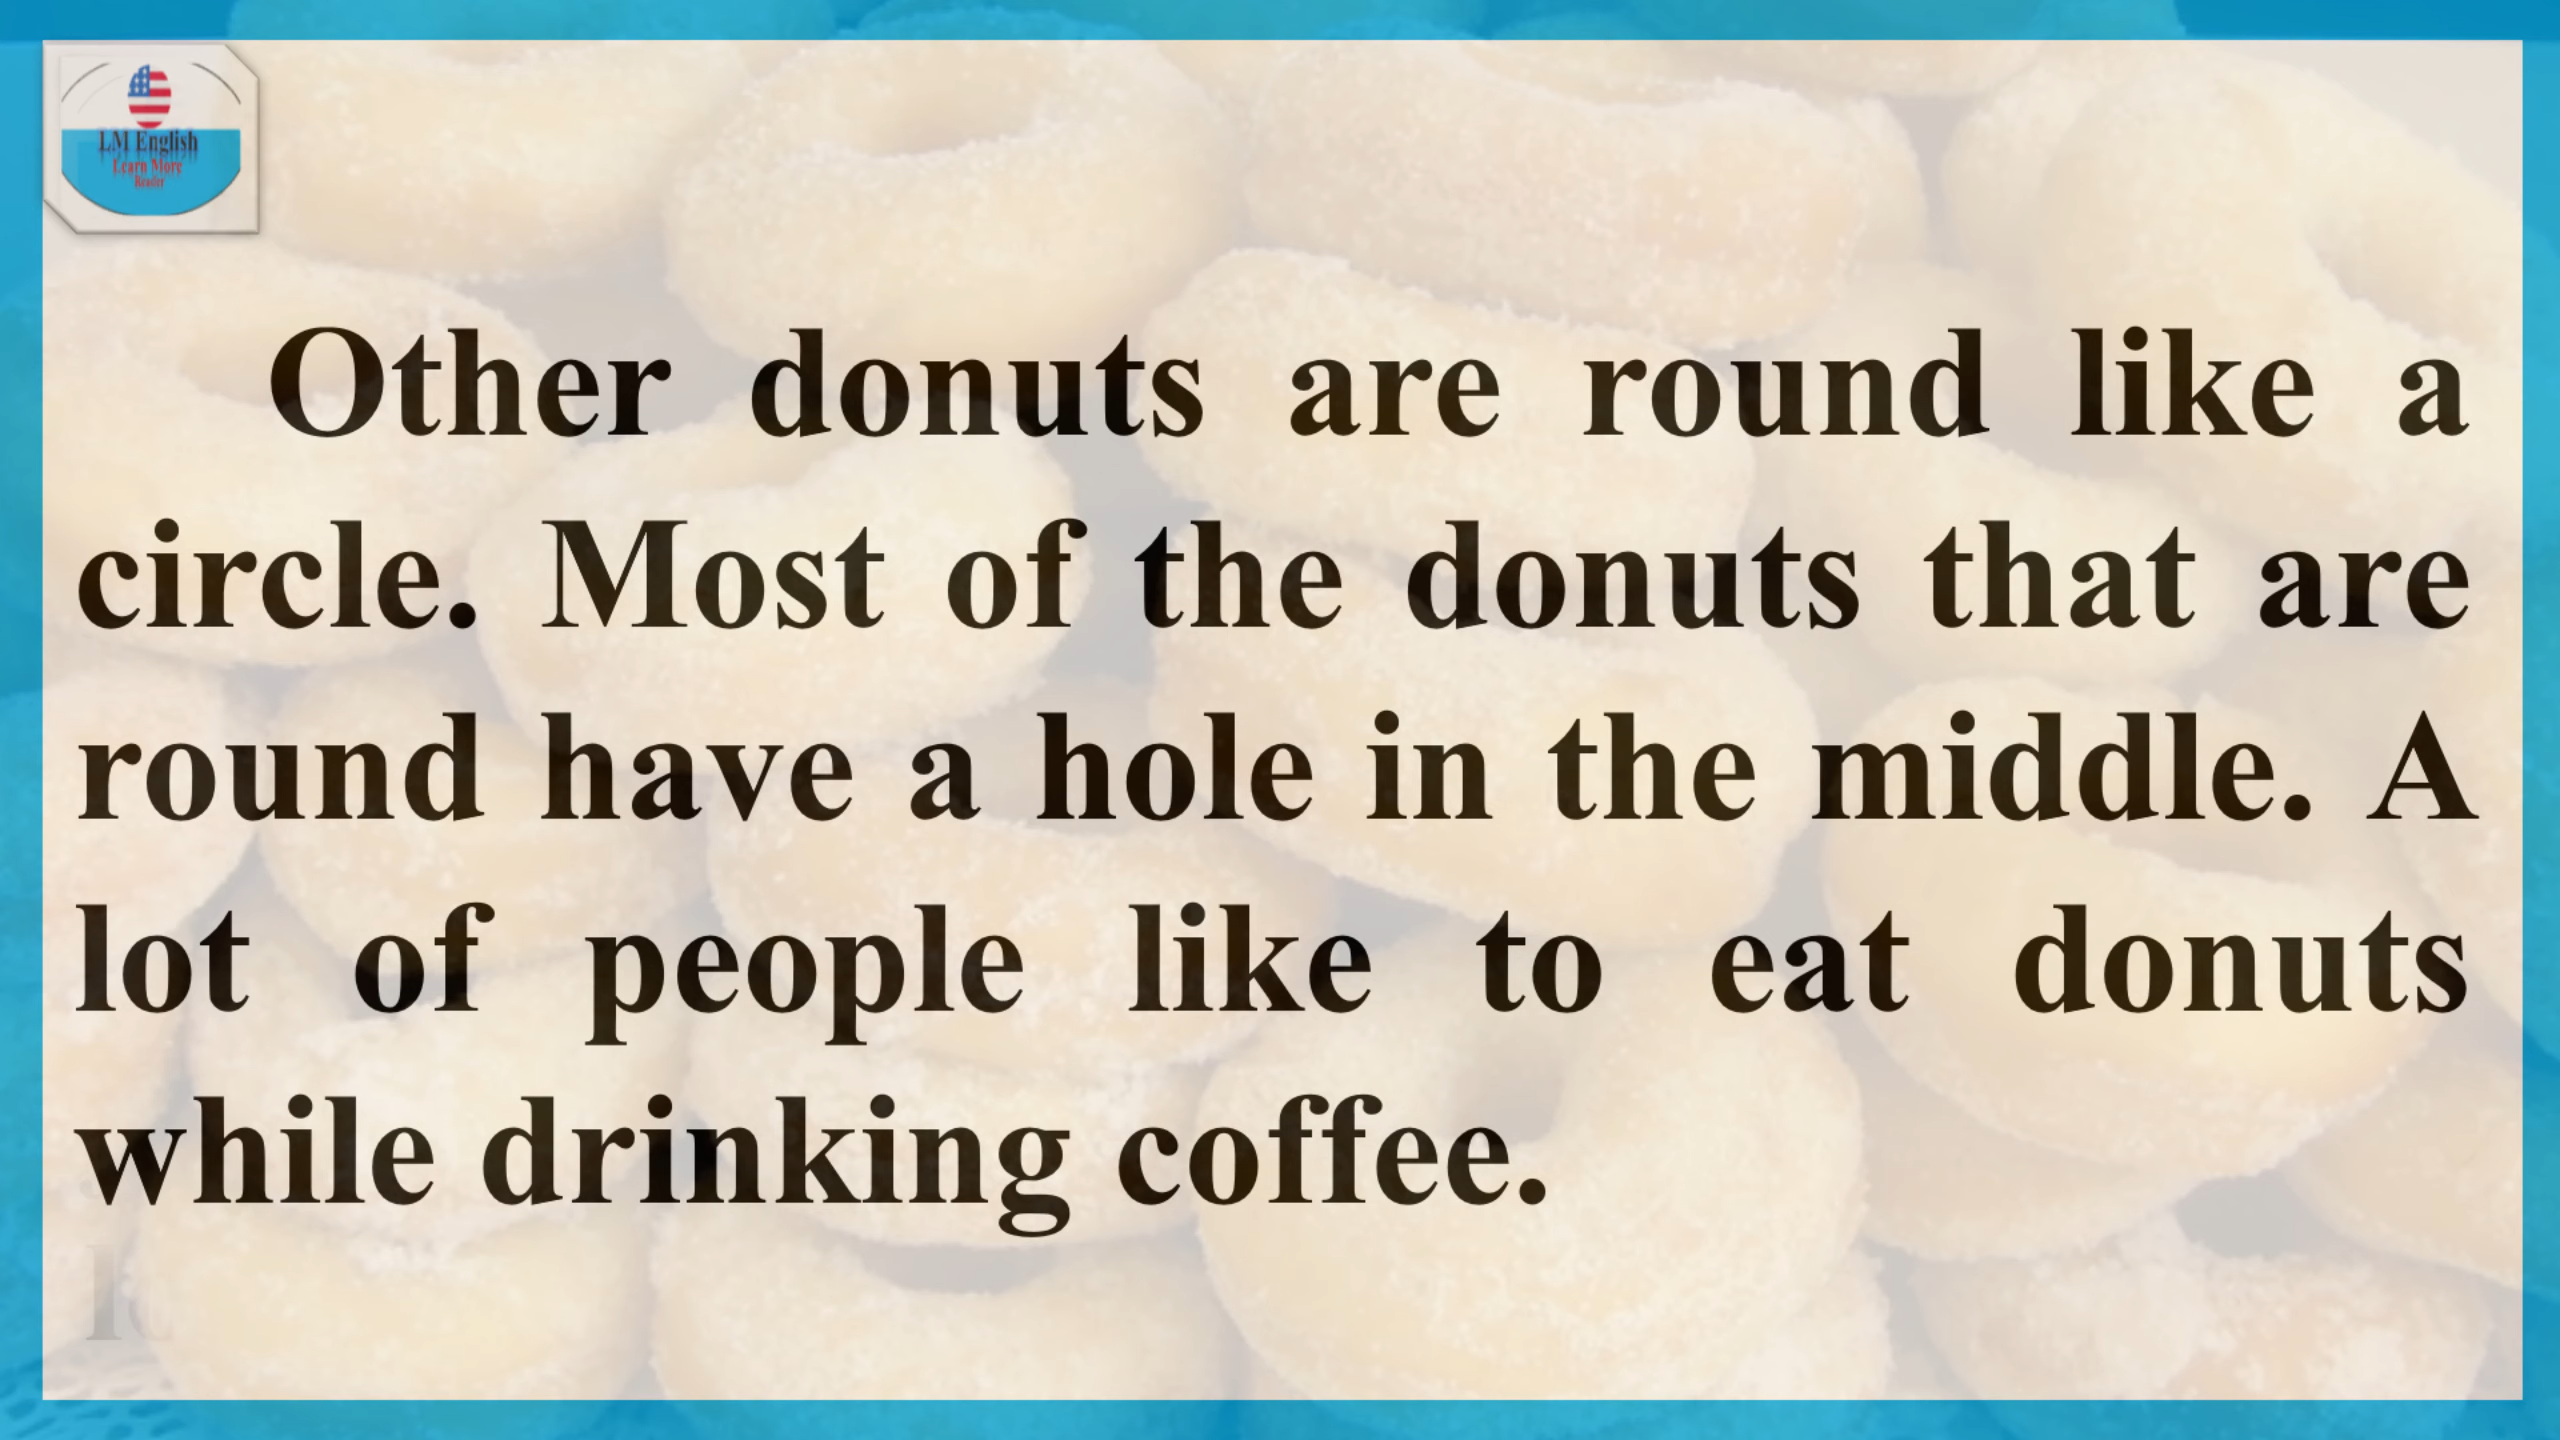 LM English
Learn More
Reader
Other donuts are round like a
circle. Most of the donuts that are
round have a hole in the middle. A
lot of people like to eat donuts
while drinking coffee.